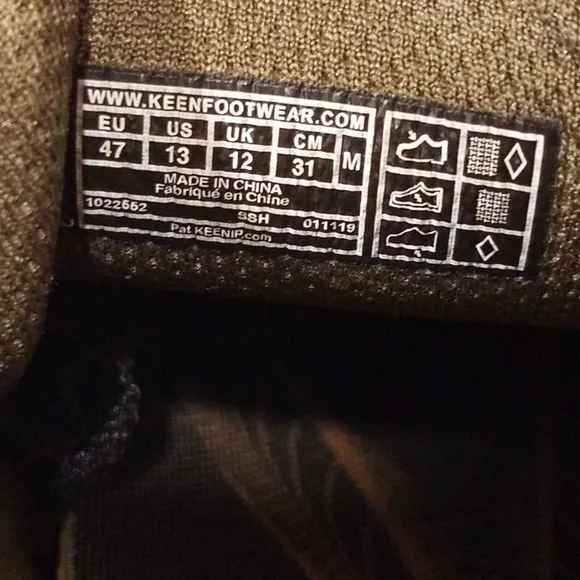 WWW.KEENFOOTWEAR.COM
EU US UK CM M
47 13 12 31
MADE IN CHINA
Fabriqué en Chine
1022552 SSH 011119
Pat KEENIP.com